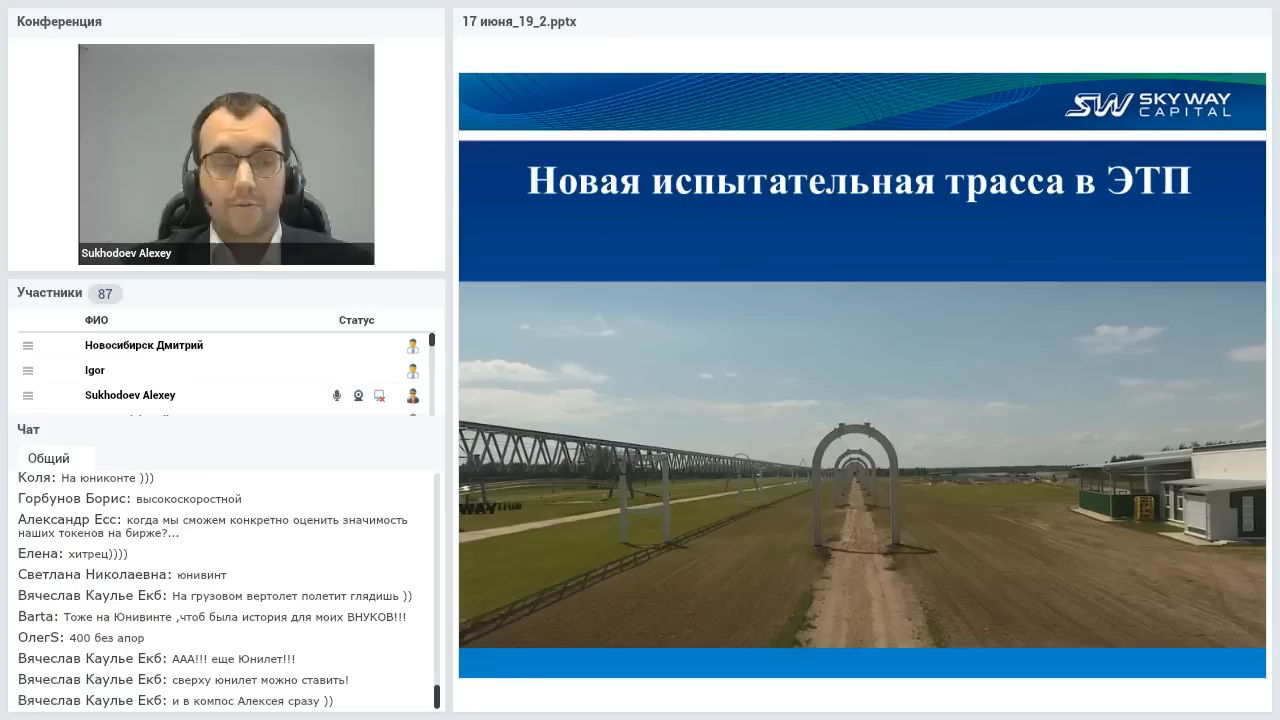 Конференция
Sukhodoev Alexey
Участники 87
ФИО Статус
Новосибирск Дмитрий
Igor
Sukhodoev Alexey
Чат
Общий
Коля: На юниконте )))
Горбунов Борис: высокоскоростной
Александр Есс: когда мы сможем конкретно оценить значимость
наших токенов на бирже?...
Елена: хитрец))))
Светлана Николаевна: юнивинт
Вячеслав Каулье Екб: На грузовом вертолет полетит глядишь ))
Barta: Тоже на Юнивинте ,чтоб была история для моих ВНУКОВ!!!
ОлегS: 400 без апор
Вячеслав Каулье Екб: ААА!!! еще Юнилет!!!
Вячеслав Каулье Екб: сверху юнилет можно ставить!
Вячеслав Каулье Екб: и в компос Алексея сразу ))
17 июня_19_2.pptx
SW SKY WAY
CAPITAL
Новая испытательная трасса в ЭТП